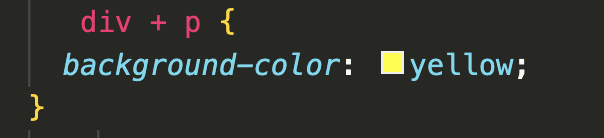 div + p {
background-color: yellow;
}